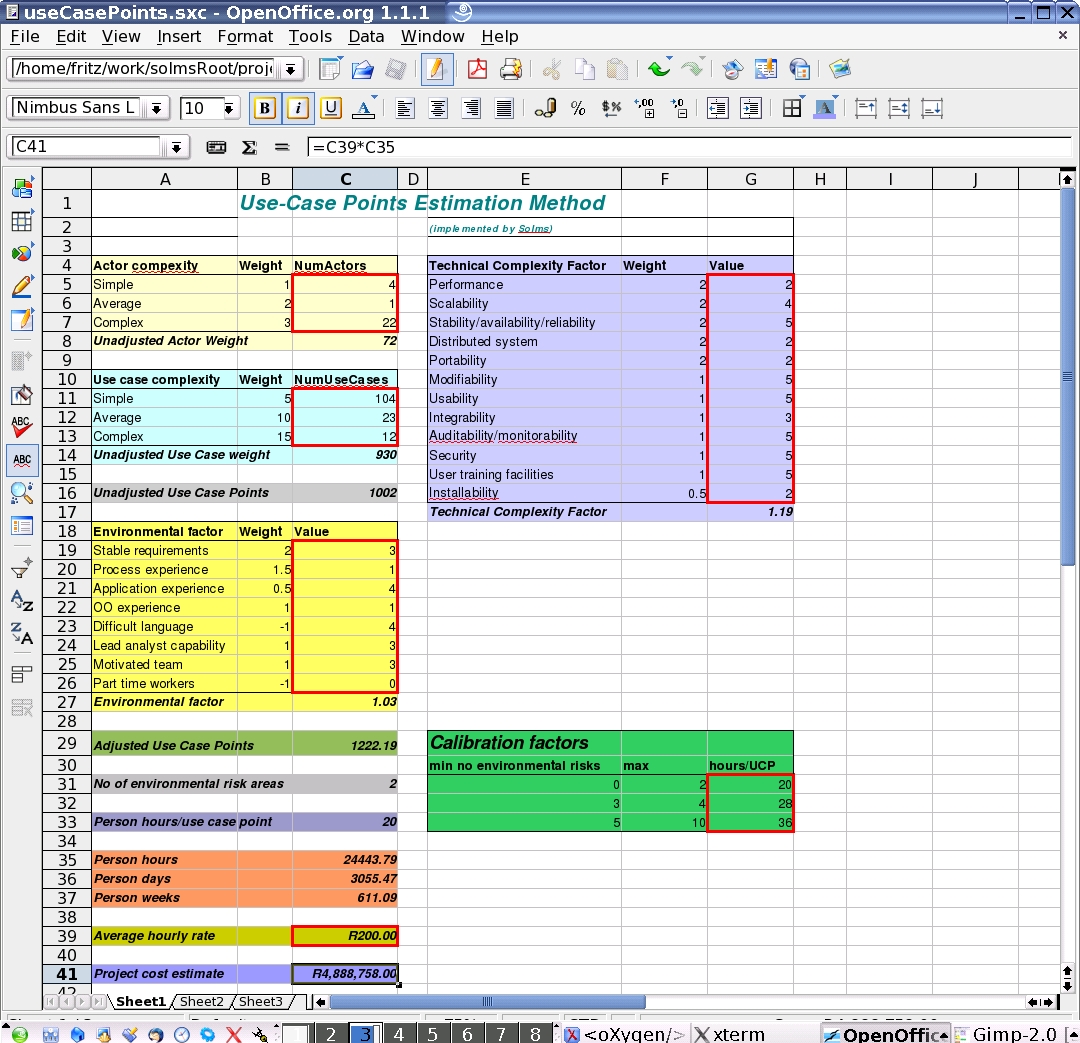 useCasePoints.sxc - OpenOffice.org 1.1.1
File Edit View Insert Format Tools Data Window Help
/home/fritz/work/solmsRoot/proj
Nimbus Sans L 10 B i U A
C41 Σ = =C39*C35
A B C D E F G H I J
1 Use-Case Points Estimation Method
2 (implemented by Solms)
3
4 Actor compexity Weight NumActors Technical Complexity Factor Weight Value
5 Simple 1 4 Performance 2 2
6 Average 2 1 Scalability 2 4
7 Complex 3 22 Stability/availability/reliability 2 5
8 Unadjusted Actor Weight 72 Distributed system 2 2
9 Portability 2 2
10 Use case complexity Weight NumUseCases Modifiability 1 5
11 Simple 5 104 Usability 1 5
12 Average 10 23 Integrability 1 3
13 Complex 15 12 Auditability/monitorability 1 5
14 Unadjusted Use Case weight 930 Security 1 5
15 User training facilities 1 5
16 Unadjusted Use Case Points 1002 Installability 0.5 2
17 Technical Complexity Factor 1.19
18 Environmental factor Weight Value
19 Stable requirements 2 3
20 Process experience 1.5 1
21 Application experience 0.5 4
22 OO experience 1 1
23 Difficult language -1 4
24 Lead analyst capability 1 3
25 Motivated team 1 3
26 Part time workers -1 0
27 Environmental factor 1.03
28
29 Adjusted Use Case Points 1222.19 Calibration factors
30 min no environmental risks max hours/UCP
31 No of environmental risk areas 2 0 2 20
32 3 4 28
33 Person hours/use case point 20 5 10 36
34
35 Person hours 24443.79
36 Person days 3055.47
37 Person weeks 611.09
38
39 Average hourly rate R200.00
40
41 Project cost estimate R4,888,758.00
42
Sheet1 Sheet2 Sheet3
2 3 4 5 6 7 8 <oXygen/> xterm OpenOffic Gimp-2.0